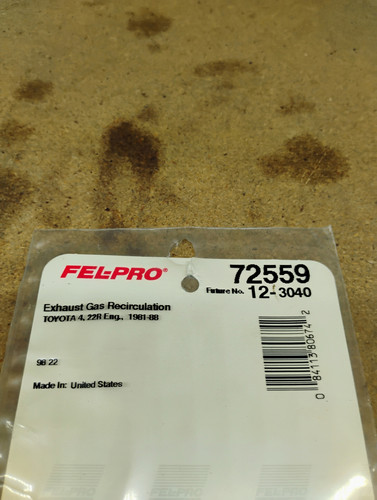 FEL-PRO® 72559
Fixture No. 12-3040
Exhaust Gas Recirculation
TOYOTA 4, 22R Eng., 1981-88
98 22
Made In: United States
0 84113 80674 2